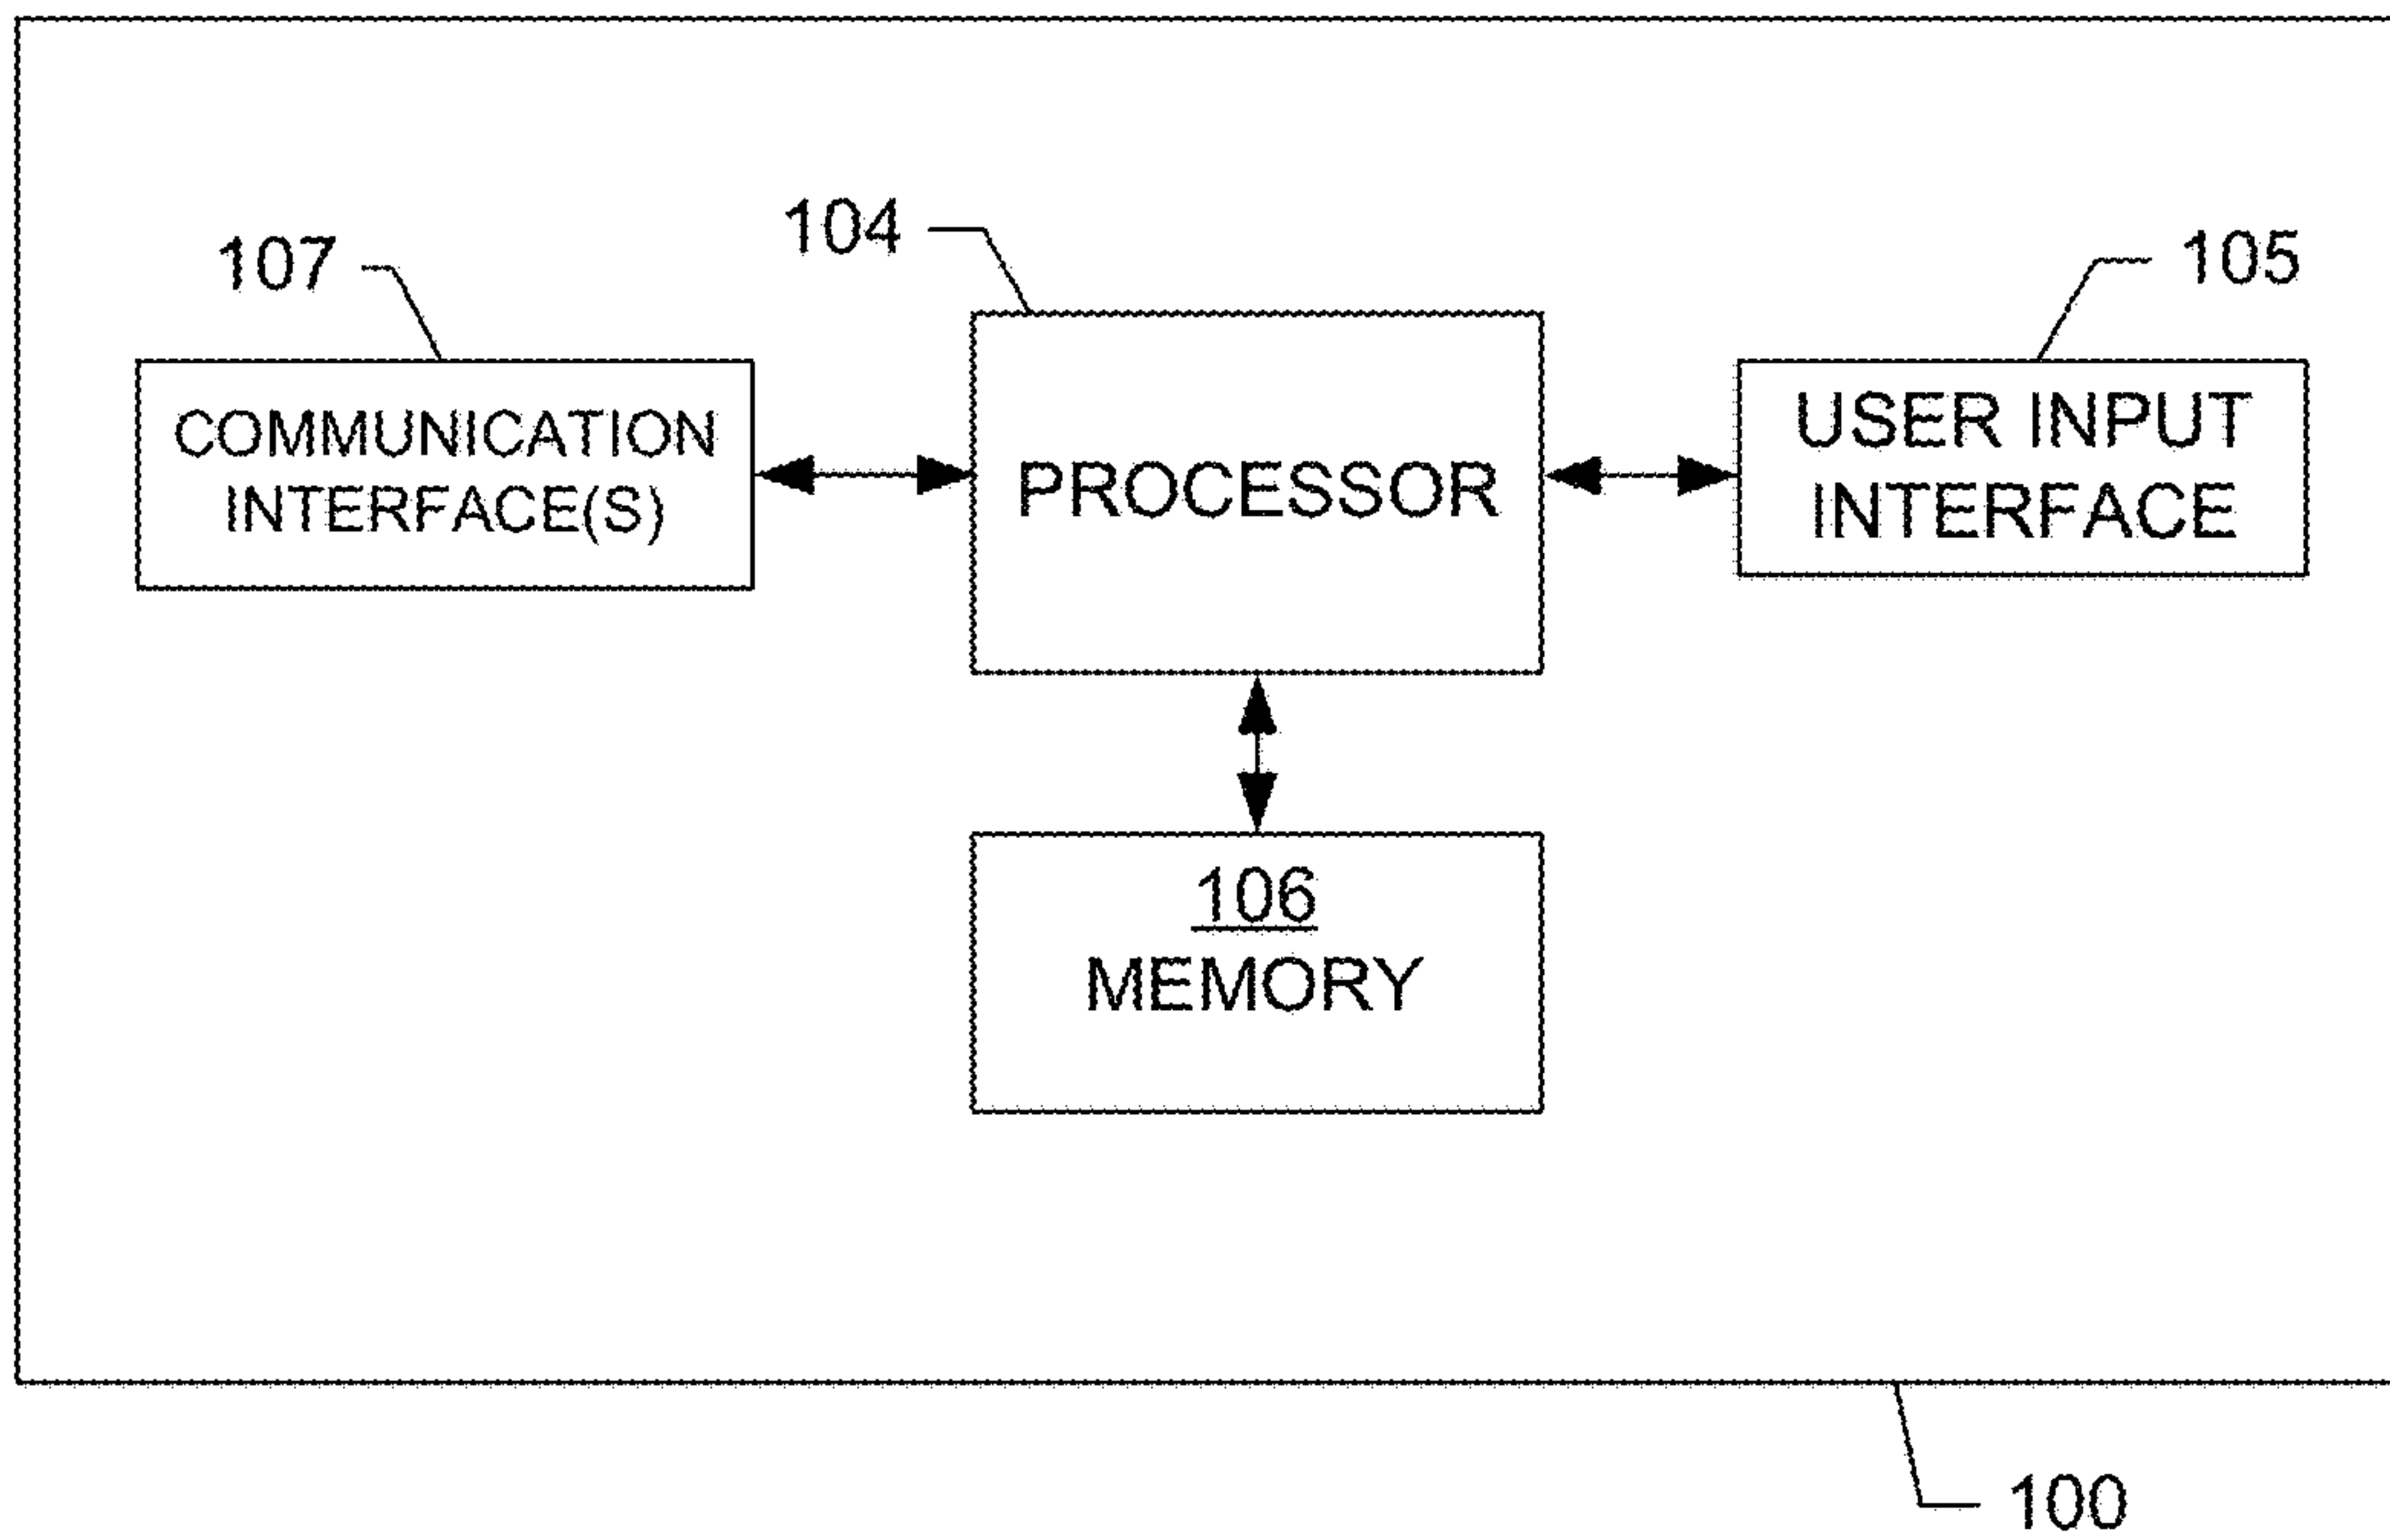 104
107
105
COMMUNICATION
INTERFACE(S)
PROCESSOR
USER INPUT
INTERFACE
106
MEMORY
100